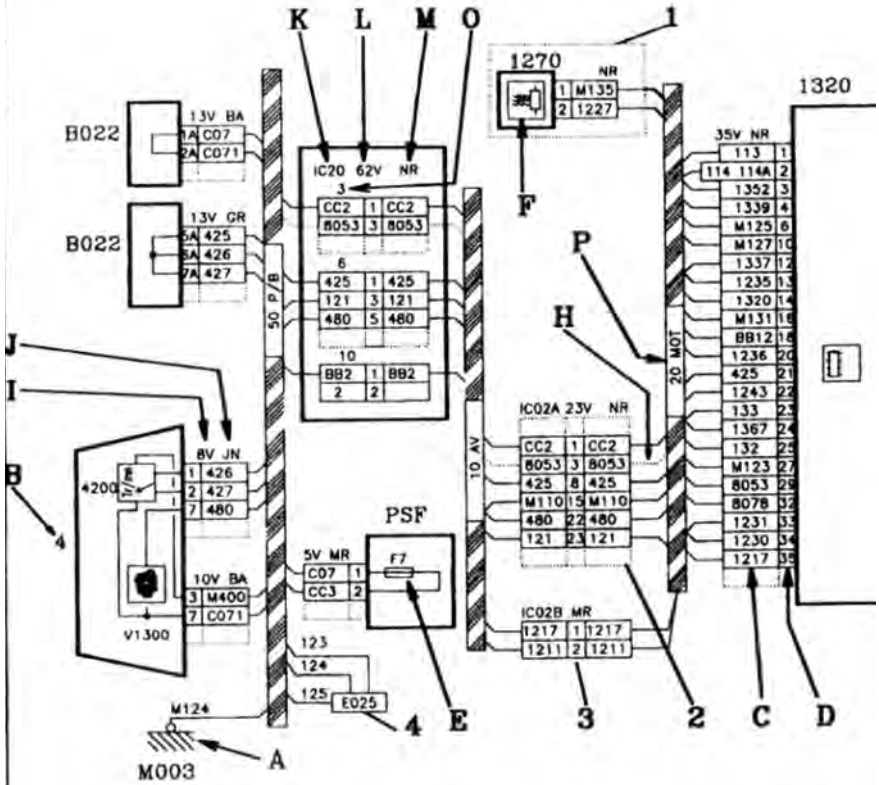 K L M O
1
1270
NR
1 M135
2 1227
F
1320
35V NR
113 1
114 114A 2
1352 3
1339 4
M125 6
M127 10
1337 12
1235 13
1320 14
M131 16
BB12 18
1236 20
425 21
1243 22
133 23
1367 24
132 25
M123 27
8053 29
8078 32
1231 33
1230 34
1217 35
C D
B022
13V BA
1A C07
2A C071
B022
13V GR
5A 425
6A 426
7A 427
50 P/B
IC20 62V NR
3
CC2 1 CC2
8053 3 8053
6
425 1 425
121 3 121
480 5 480
10
BB2 1 BB2
2 2
P
H
20 MOT
10 AV
J
I
B
4
8V JN
1 426
2 427
7 480
4200
10V BA
3 M400
7 C071
V1300
IC02A 23V NR
CC2 1 CC2
8053 3 8053
425 8 425
M110 15 M110
480 22 480
121 23 121
IC02B MR
1217 1 1217
1211 2 1211
3 2
PSF
F7
5V MR
C07 1
CC3 2
E
123
124
125
E025
4
M124
A
M003